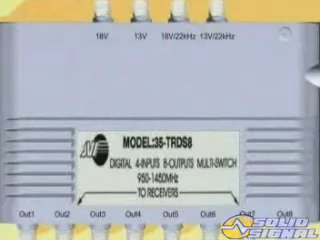 18V 13V 18V/22kHz 13V/22kHz
MODEL:35-TRDS8
DIGITAL 4-INPUTS 8-OUTPUTS MULTI-SWITCH
950-1450MHz
TO RECEIVERS
Out1 Out2 Out3 Out4 Out5 Out6 Out7 Out8
SOLID
SIGNAL